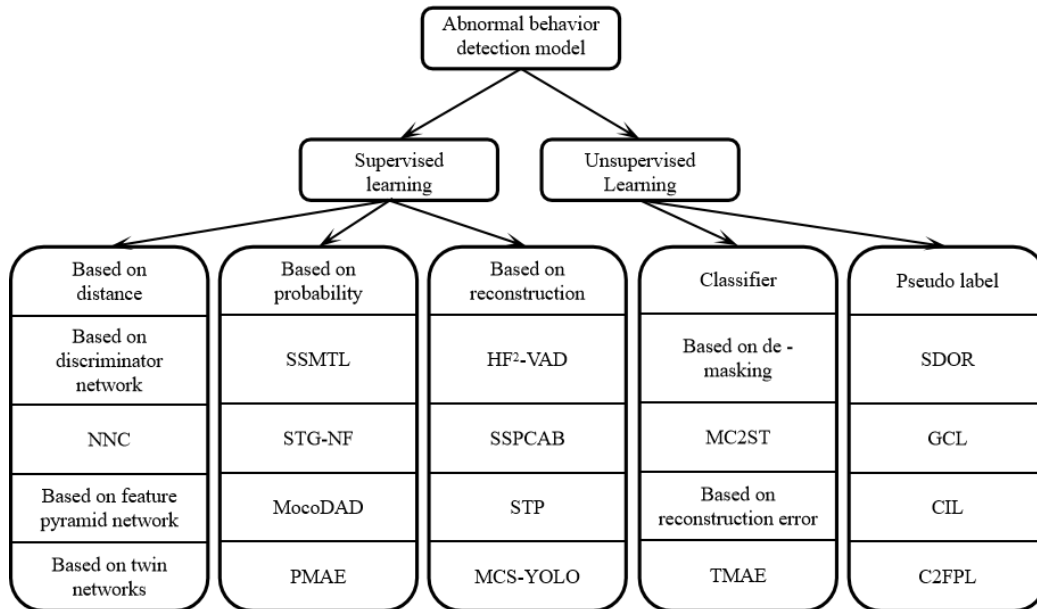 Abnormal behavior
detection model
Supervised
learning
Unsupervised
Learning
Based on
distance
Based on
discriminator
network
NNC
Based on feature
pyramid network
Based on twin
networks
Based on
probability
SSMTL
STG-NF
MocoDAD
PMAE
Based on
reconstruction
HF²-VAD
SSPCAB
STP
MCS-YOLO
Classifier
Based on de -
masking
MC2ST
Based on
reconstruction error
TMAE
Pseudo label
SDOR
GCL
CIL
C2FPL